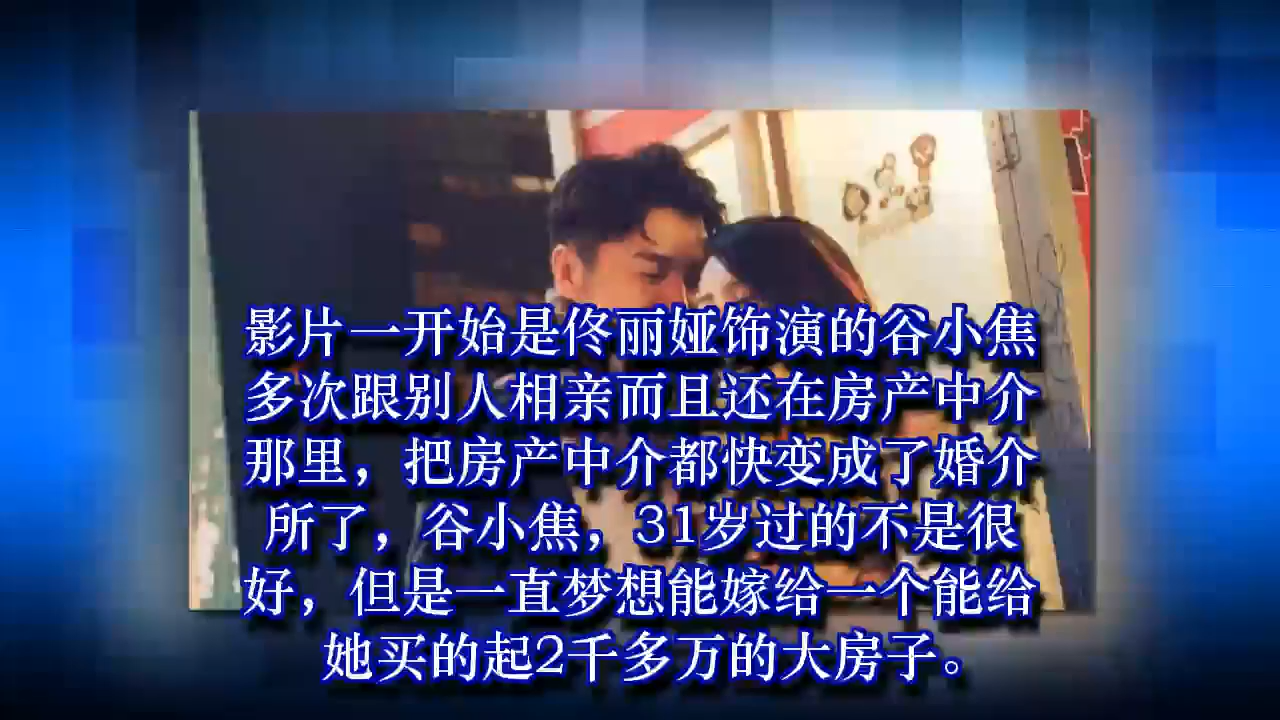 影片一开始是佟丽娅饰演的谷小焦
多次跟别人相亲而且还在房产中介
那里，把房产中介都快变成了婚介
所了，谷小焦，31岁过的不是很
好，但是一直梦想能嫁给一个能给
她买的起2千多万的大房子。